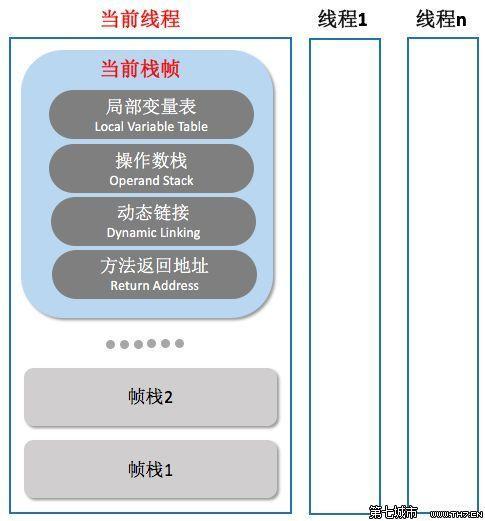 当前线程
线程1
线程n
当前栈帧
局部变量表
Local Variable Table
操作数栈
Operand Stack
动态链接
Dynamic Linking
方法返回地址
Return Address
帧栈2
帧栈1
第七城市 www.th7.cn